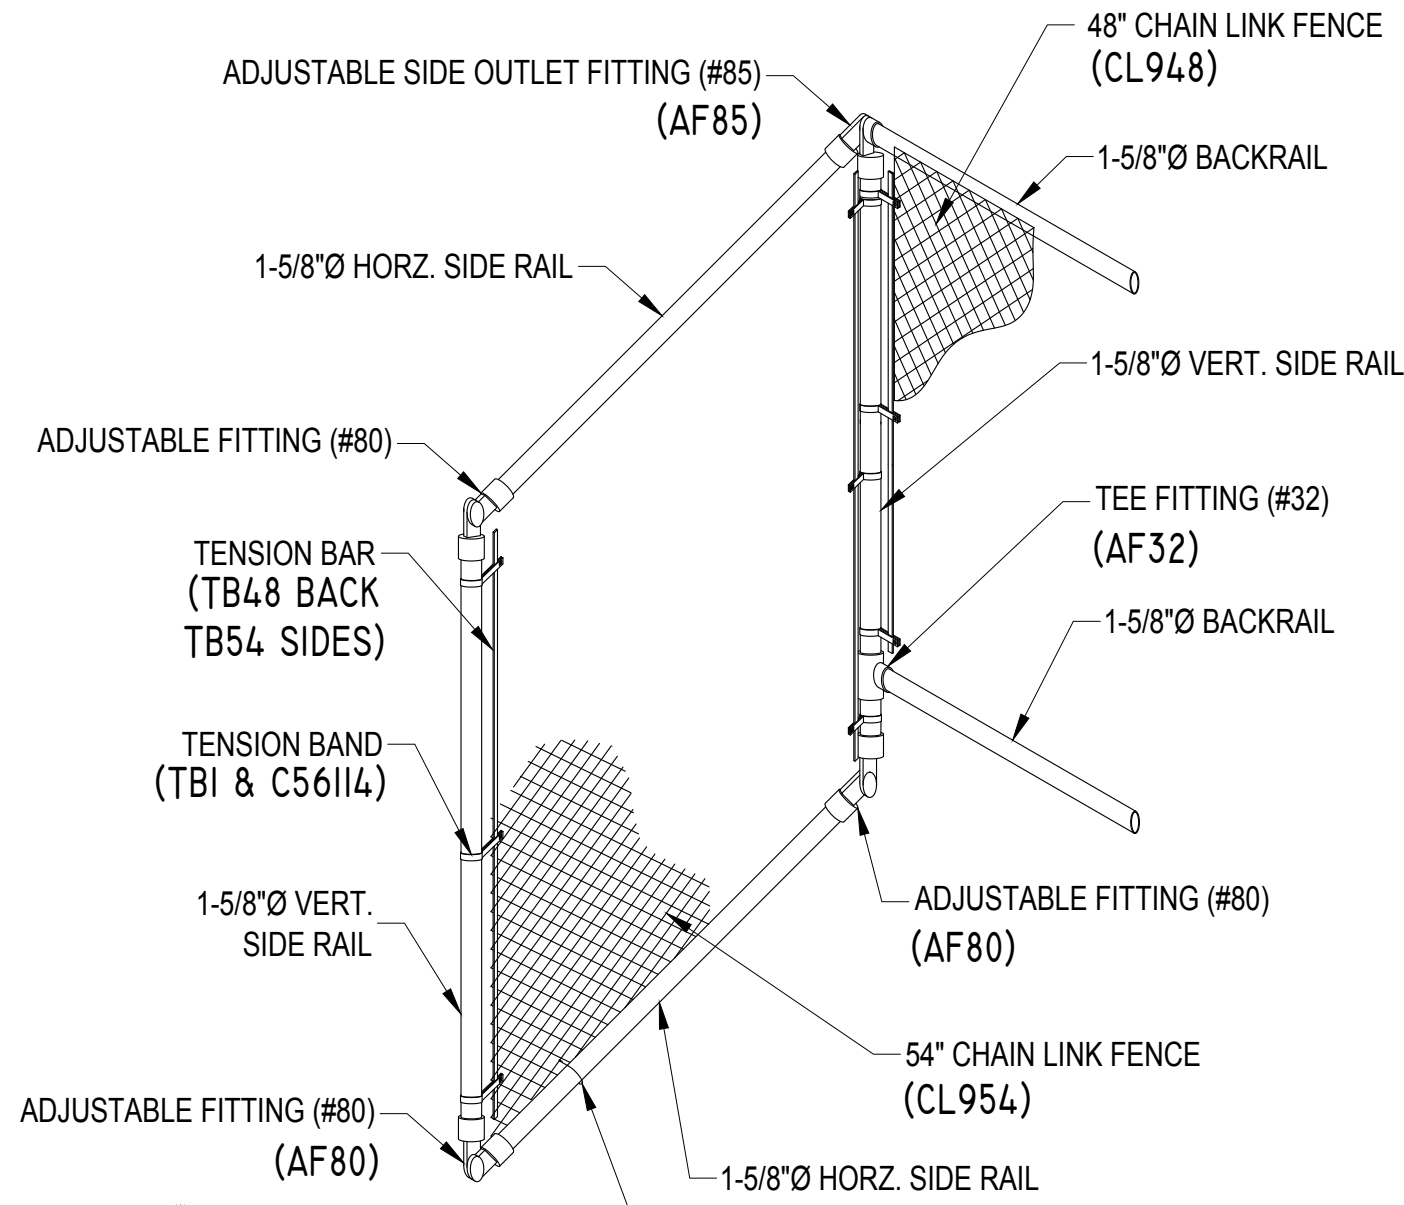 48" CHAIN LINK FENCE
(CL948)
ADJUSTABLE SIDE OUTLET FITTING (#85)
(AF85)
1-5/8"Ø BACKRAIL
1-5/8"Ø HORZ. SIDE RAIL
1-5/8"Ø VERT. SIDE RAIL
ADJUSTABLE FITTING (#80)
TEE FITTING (#32)
(AF32)
TENSION BAR
(TB48 BACK
TB54 SIDES)
1-5/8"Ø BACKRAIL
TENSION BAND
(TB1 & C56114)
1-5/8"Ø VERT.
SIDE RAIL
ADJUSTABLE FITTING (#80)
(AF80)
54" CHAIN LINK FENCE
(CL954)
ADJUSTABLE FITTING (#80)
(AF80)
1-5/8"Ø HORZ. SIDE RAIL